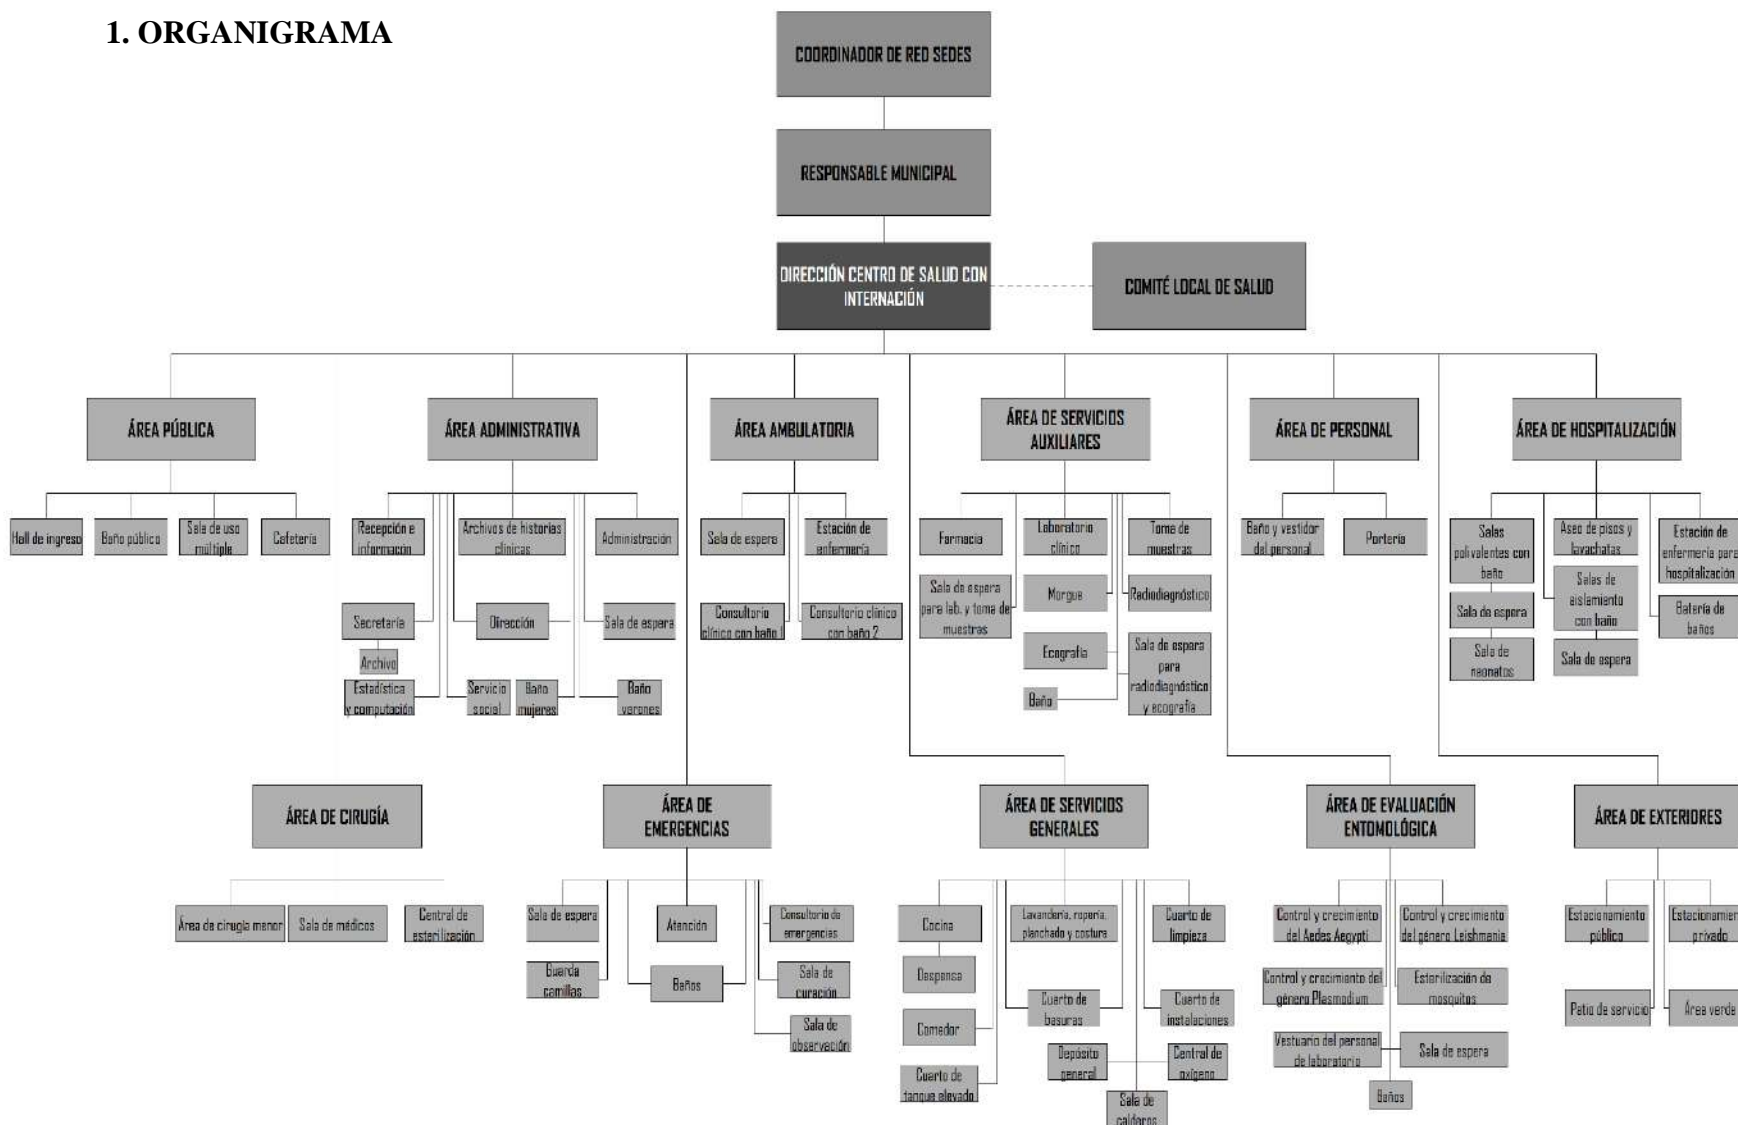 1. ORGANIGRAMA
COORDINADOR DE RED SEDES
RESPONSABLE MUNICIPAL
DIRECCIÓN CENTRO DE SALUD CON
INTERNACIÓN
COMITÉ LOCAL DE SALUD
ÁREA PÚBLICA
ÁREA ADMINISTRATIVA
ÁREA AMBULATORIA
ÁREA DE SERVICIOS
AUXILIARES
ÁREA DE PERSONAL
ÁREA DE HOSPITALIZACIÓN
Hall de ingreso
Baño público
Sala de uso
múltiple
Cafetería
Recepción e
información
Archivos de historias
clínicas
Administración
Secretaría
Dirección
Sala de espera
Archivo
Estadística
y computación
Servicio
social
Baño
mujeres
Baño
varones
Sala de espera
Estación de
enfermería
Consultorio
clínico con baño 1
Consultorio clínico
con baño 2
Farmacia
Laboratorio
clínico
Toma de
muestras
Sala de espera
para lab. y toma de
muestras
Morgue
Radiodiagnóstico
Ecografía
Sala de espera
para
radiodiagnóstico
y ecografía
Baño
Baño y vestidor
del personal
Portería
Salas
polivalentes con
baño
Aseo de pisos y
lavachatas
Estación de
enfermería para
hospitalización
Sala de espera
Salas de
aislamiento
con baño
Batería de
baños
Sala de
neonatos
Sala de espera
ÁREA DE CIRUGÍA
ÁREA DE
EMERGENCIAS
ÁREA DE SERVICIOS
GENERALES
ÁREA DE EVALUACIÓN
ENTOMOLÓGICA
ÁREA DE EXTERIORES
Área de cirugía menor
Sala de médicos
Central de
esterilización
Sala de espera
Atención
Consultorio de
emergencias
Guarda
camillas
Baños
Sala de
curación
Sala de
observación
Cocina
Lavandería, ropería,
planchado y costura
Cuarto de
limpieza
Despensa
Cuarto de
basuras
Cuarto de
instalaciones
Comedor
Depósito
general
Central de
oxígeno
Cuarto de
tanque elevado
Sala de
calderos
Control y crecimiento
del Aedes Aegypti
Control y crecimiento
del género Leishmania
Control y crecimiento del
género Plasmodium
Esterilización de
mosquitos
Vestuario del personal
de laboratorio
Sala de espera
Baños
Estacionamiento
público
Estacionamient
privado
Patio de servicio
Área verde